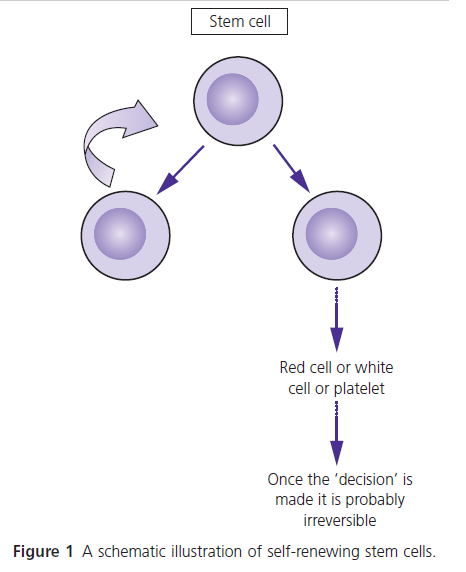 Stem cell
Red cell or white
cell or platelet
Once the ‘decision’ is
made it is probably
irreversible
Figure 1 A schematic illustration of self-renewing stem cells.